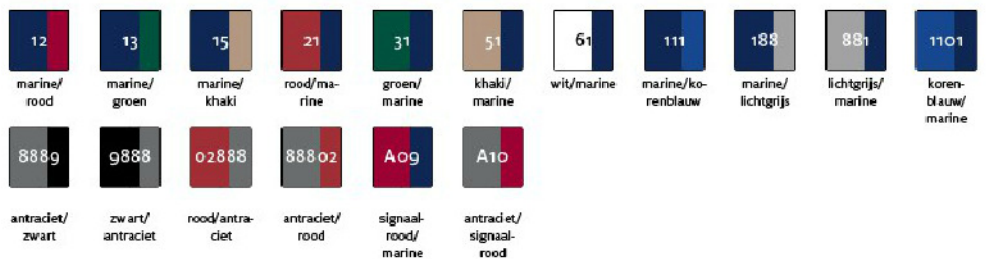 12 13 15 21 31 51 61 111 188 881 1101
marine/ marine/ marine/ rood/ma- groen/ khaki/ wit/marine marine/ko- marine/ lichtgrijs/ koren-
rood groen khaki rine marine marine renblauw lichtgrijs marine blauw/
marine
8889 9888 02888 88802 A09 A10
antraciet/ zwart/ rood/antra- antraciet/ signaal- antraciet/
zwart antraciet ciet rood rood/ signaal-
marine rood